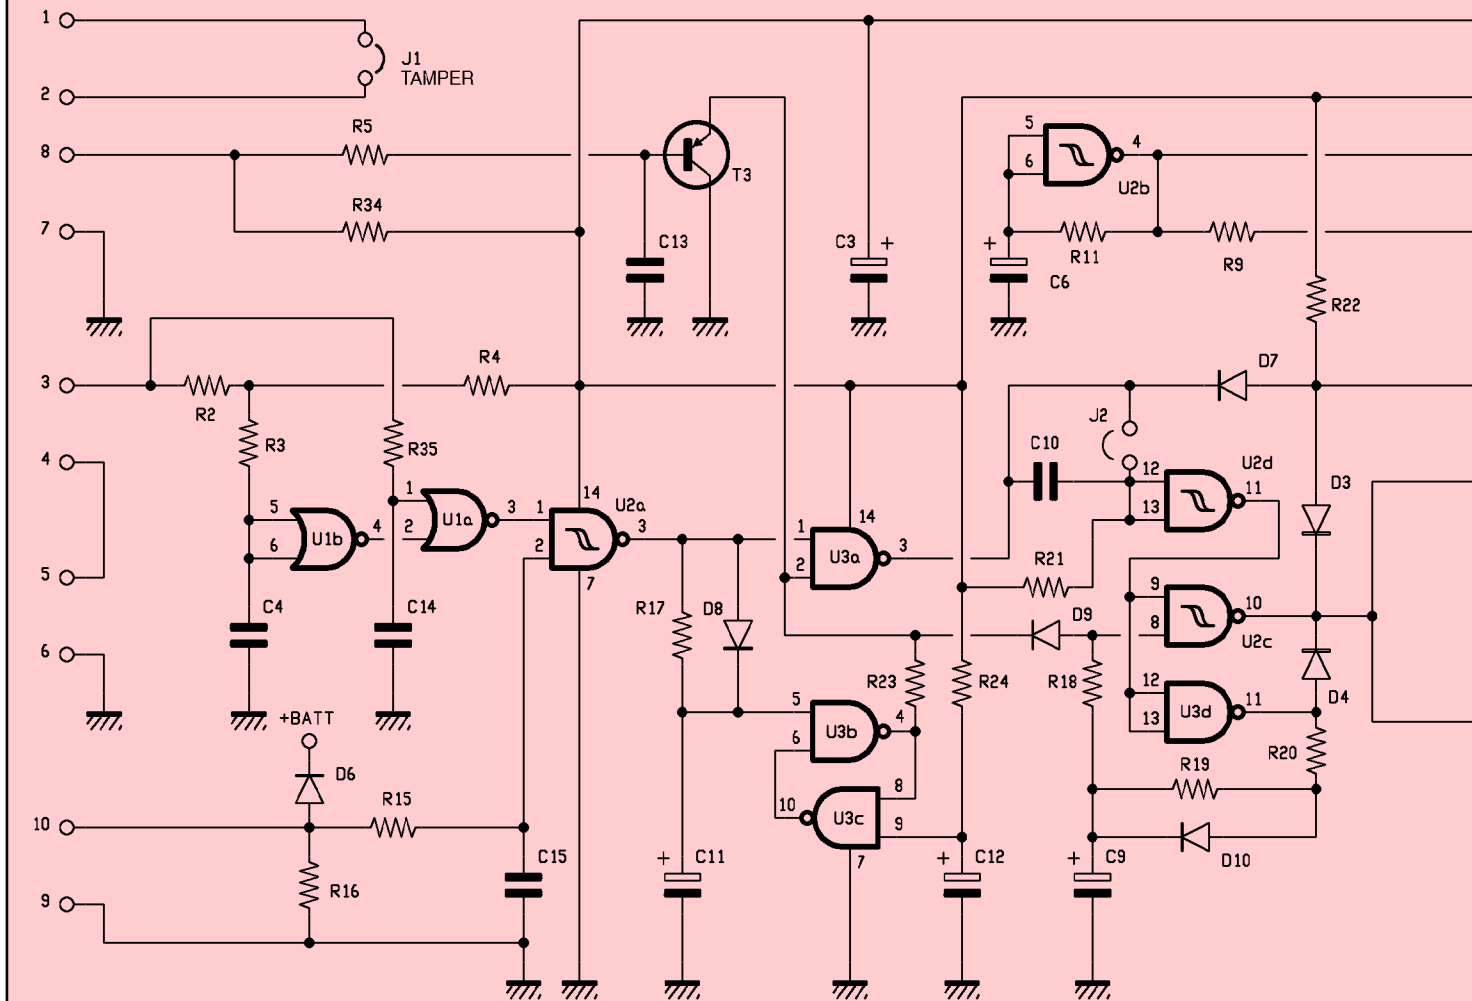 1
J1
TAMPER
2
R5
8
T3
5
6
4
U2b
R34
7
C13
C3 +
+
R11
R9
C6
R22
R4
3
R2
D7
R3
R35
J2
4
C10
12
U2d
13
11
D3
1
14
U2a
5
U1b
4
2
U1a
3
1
3
6
2
1
14
2
U3a
3
5
7
R21
9
10
8
U2c
C4
C14
R17
D8
D9
6
R23
R24
R18
12
11
13
U3d
D4
+BATT
5
4
6
U3b
R20
D6
R19
R15
10
8
10
U3c
9
7
C15
+ C11
+ C12
+ C9
D10
R16
9